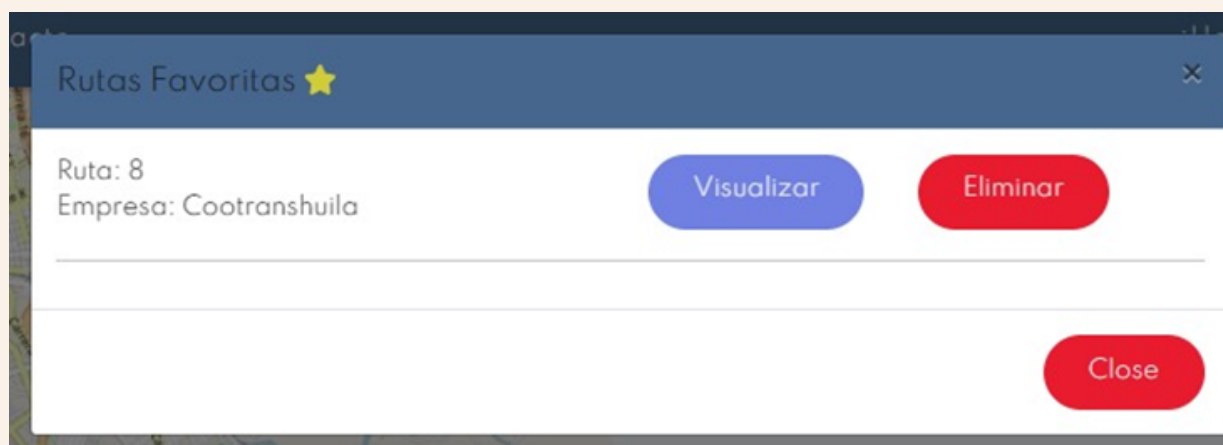 Rutas Favoritas
×
Ruta: 8
Empresa: Cootranshuila
Visualizar
Eliminar
Close